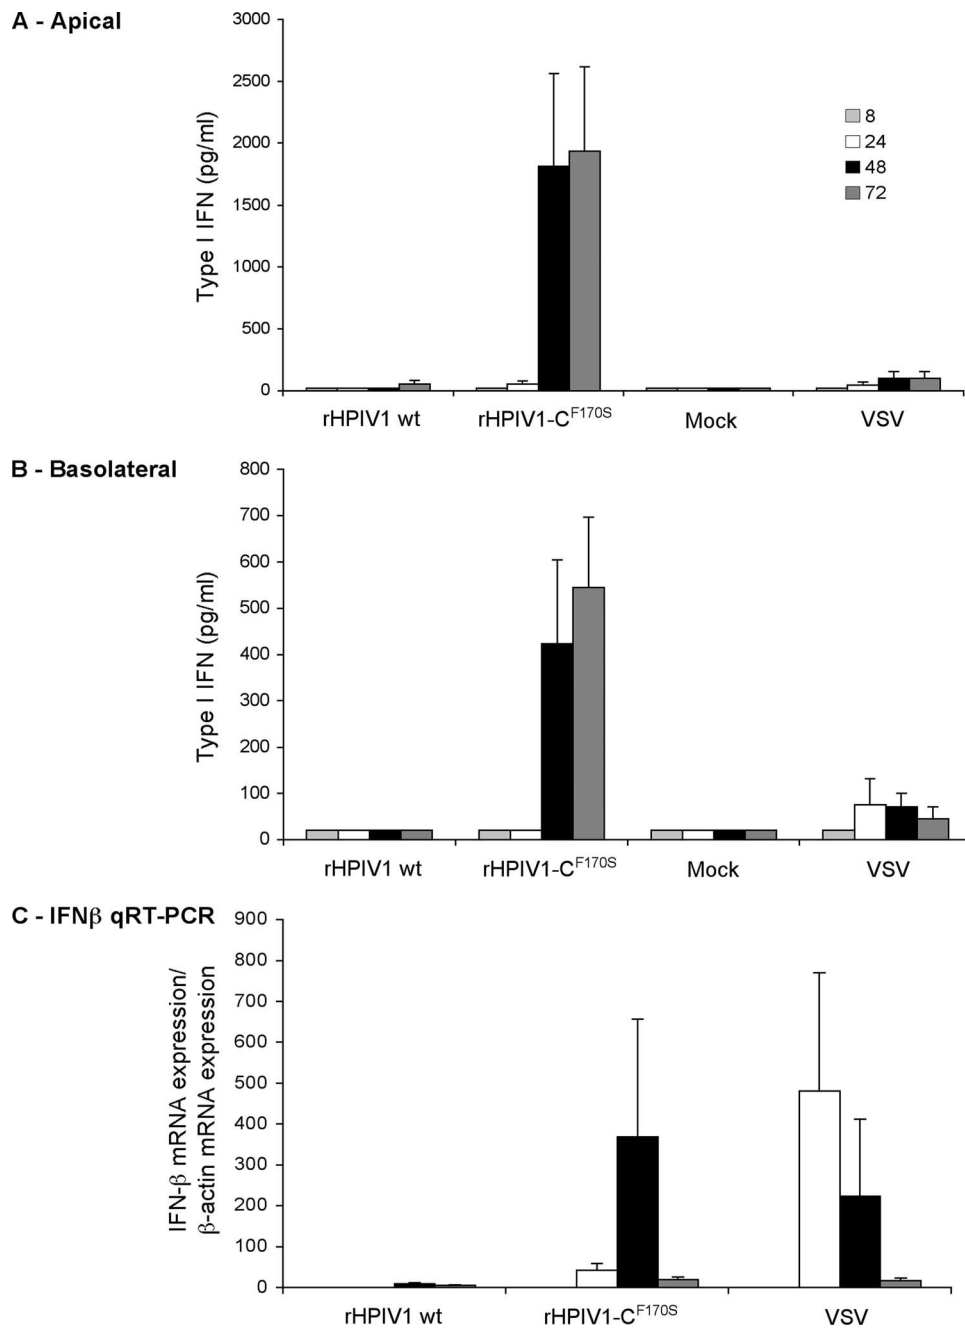 A - Apical
3000
2500
2000
1500
1000
500
0
Type I IFN (pg/ml)
8
24
48
72
rHPIV1 wt
rHPIV1-C^F170S
Mock
VSV
B - Basolateral
800
700
600
500
400
300
200
100
0
Type I IFN (pg/ml)
rHPIV1 wt
rHPIV1-C^F170S
Mock
VSV
C - IFNβ qRT-PCR
900
800
700
600
500
400
300
200
100
0
IFN-β mRNA expression/
β-actin mRNA expression
rHPIV1 wt
rHPIV1-C^F170S
VSV